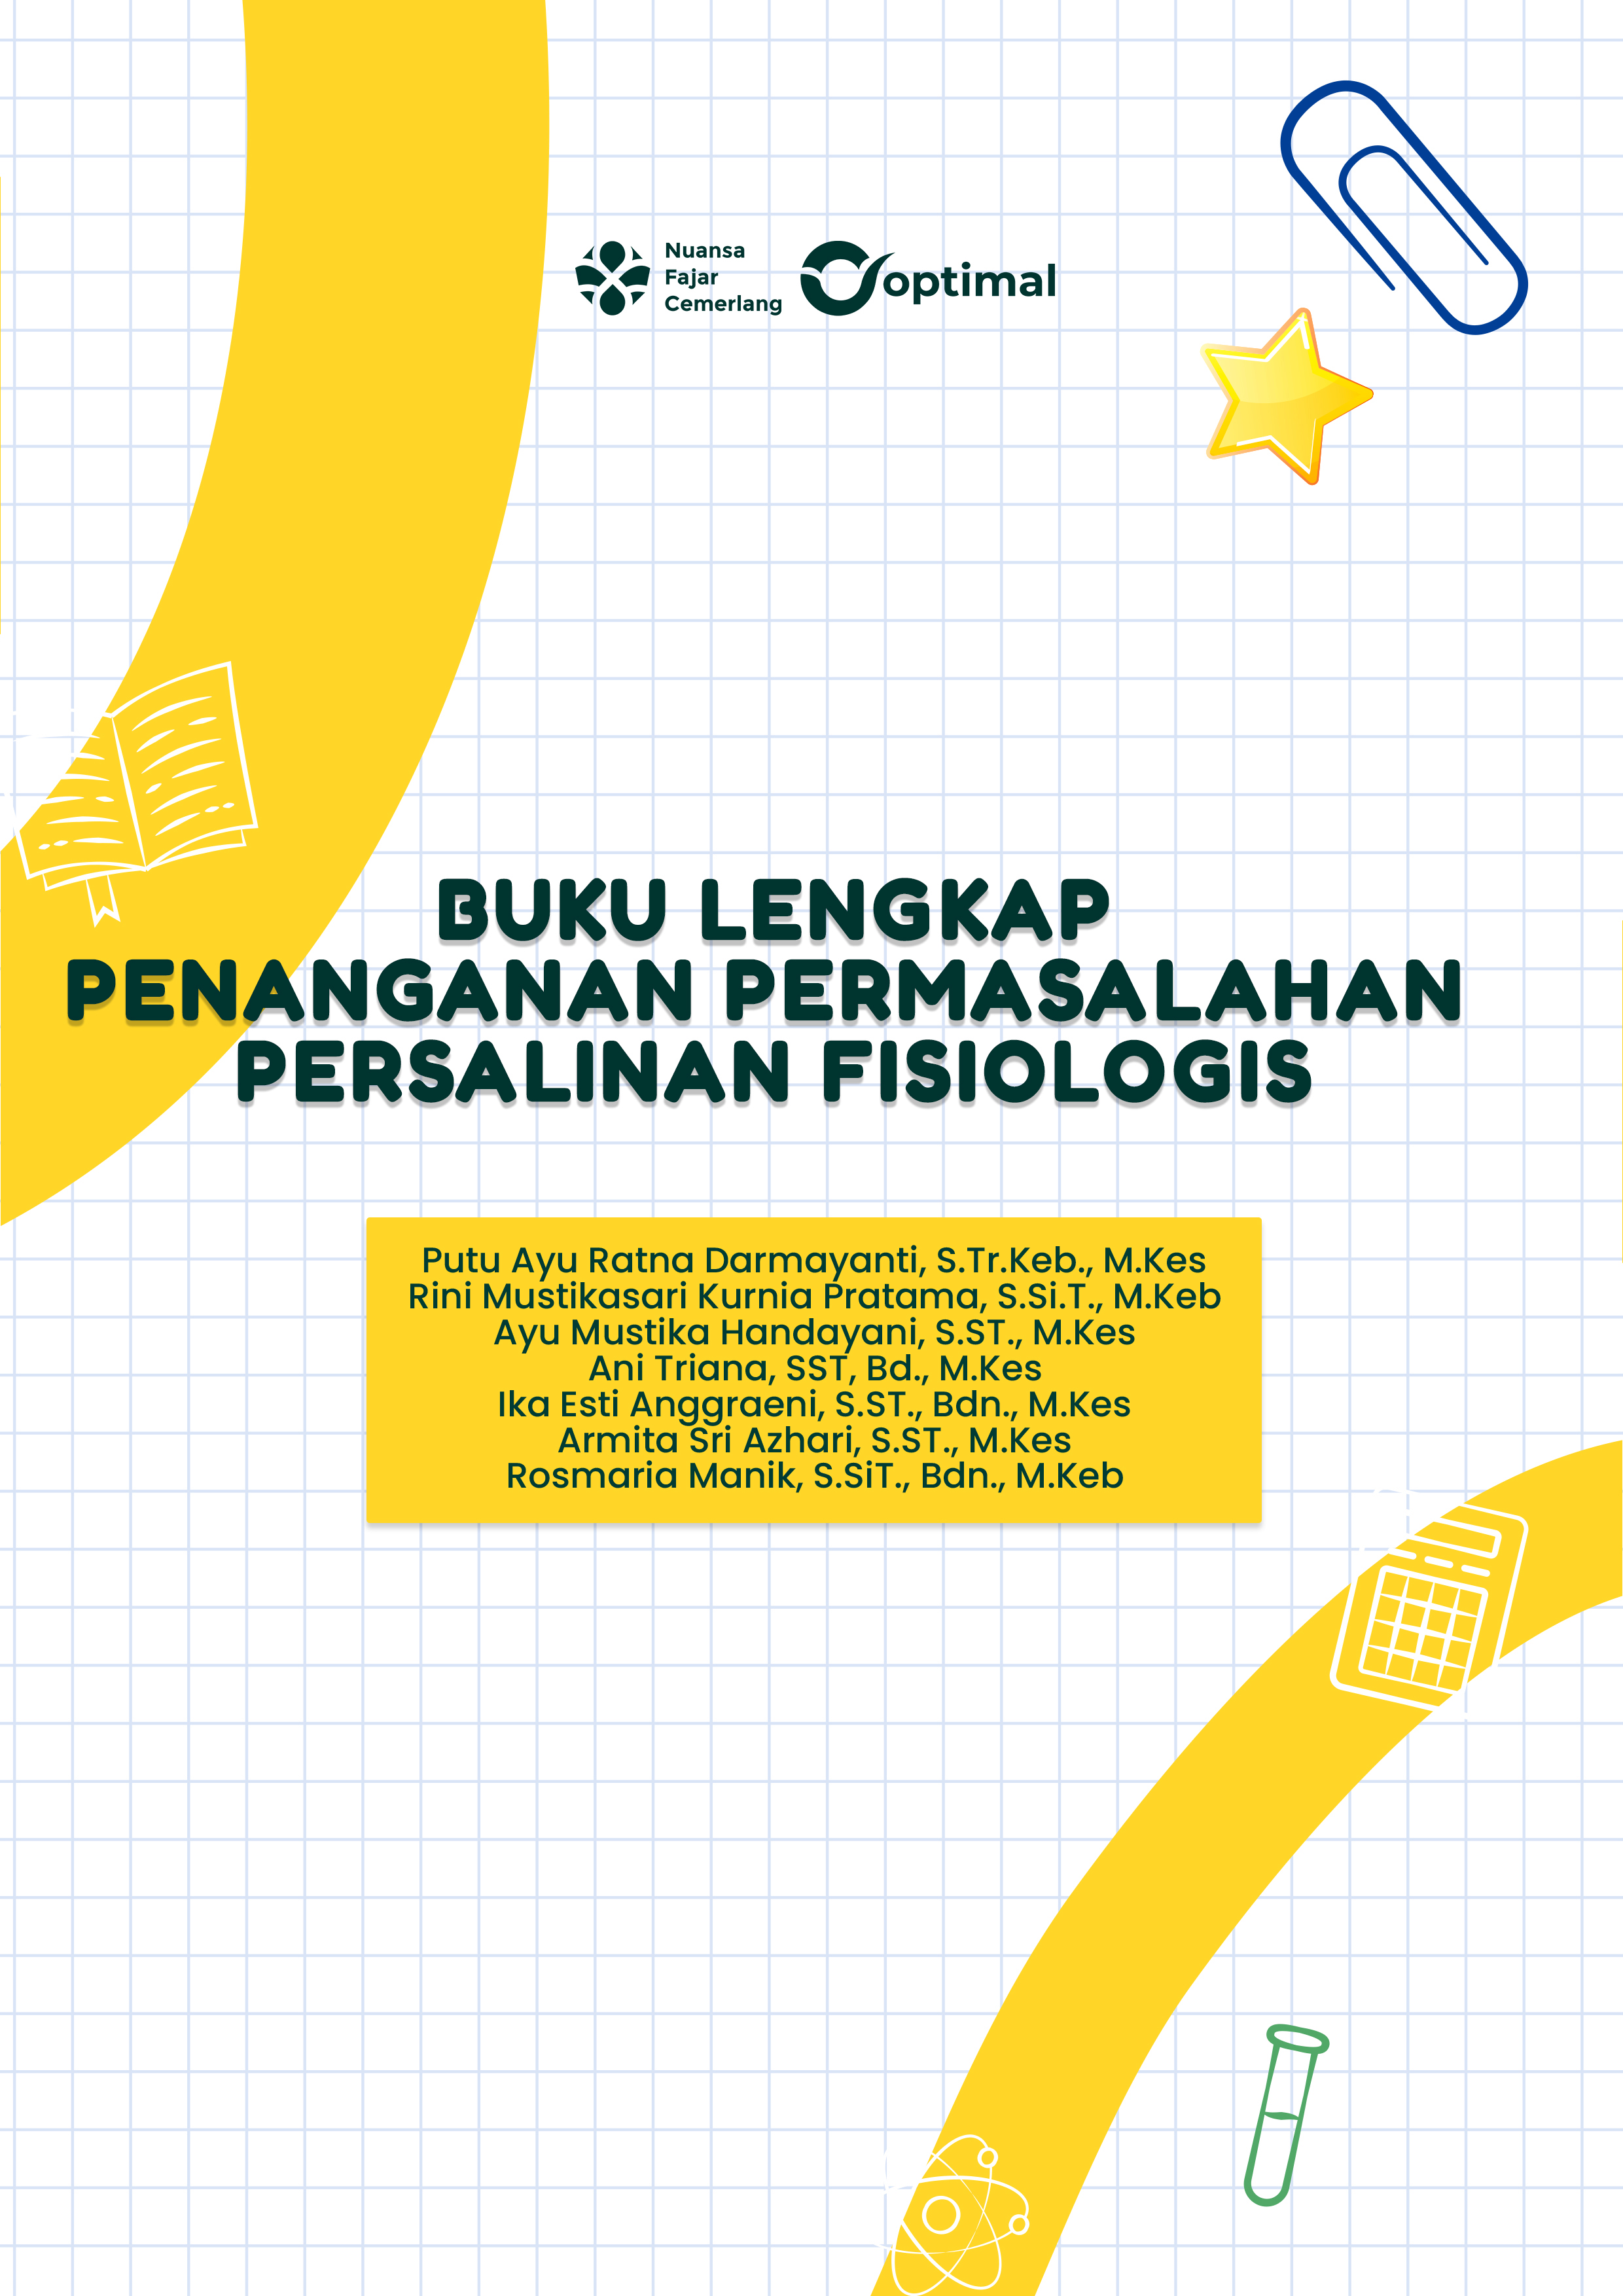 Nuansa
Fajar
Cemerlang
optimal
BUKU LENGKAP
PENANGANAN PERMASALAHAN
PERSALINAN FISIOLOGIS
Putu Ayu Ratna Darmayanti, S.Tr.Keb., M.Kes
Rini Mustikasari Kurnia Pratama, S.Si.T., M.Keb
Ayu Mustika Handayani, S.ST., M.Kes
Ani Triana, SST, Bd., M.Kes
Ika Esti Anggraeni, S.ST., Bdn., M.Kes
Armita Sri Azhari, S.ST., M.Kes
Rosmaria Manik, S.SiT., Bdn., M.Keb